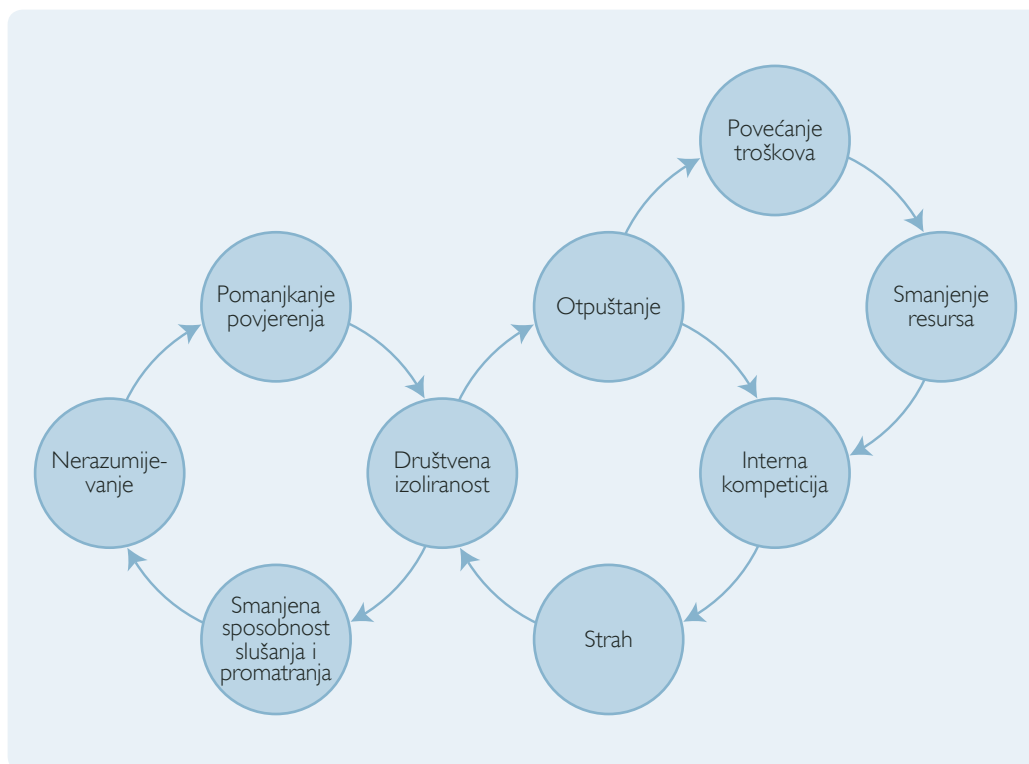 Povećanje
troškova
Pomanjkanje
povjerenja
Otpuštanje
Smanjenje
resursa
Nerazumije-
vanje
Društvena
izoliranost
Interna
kompeticija
Smanjena
sposobnost
slušanja i
promatranja
Strah